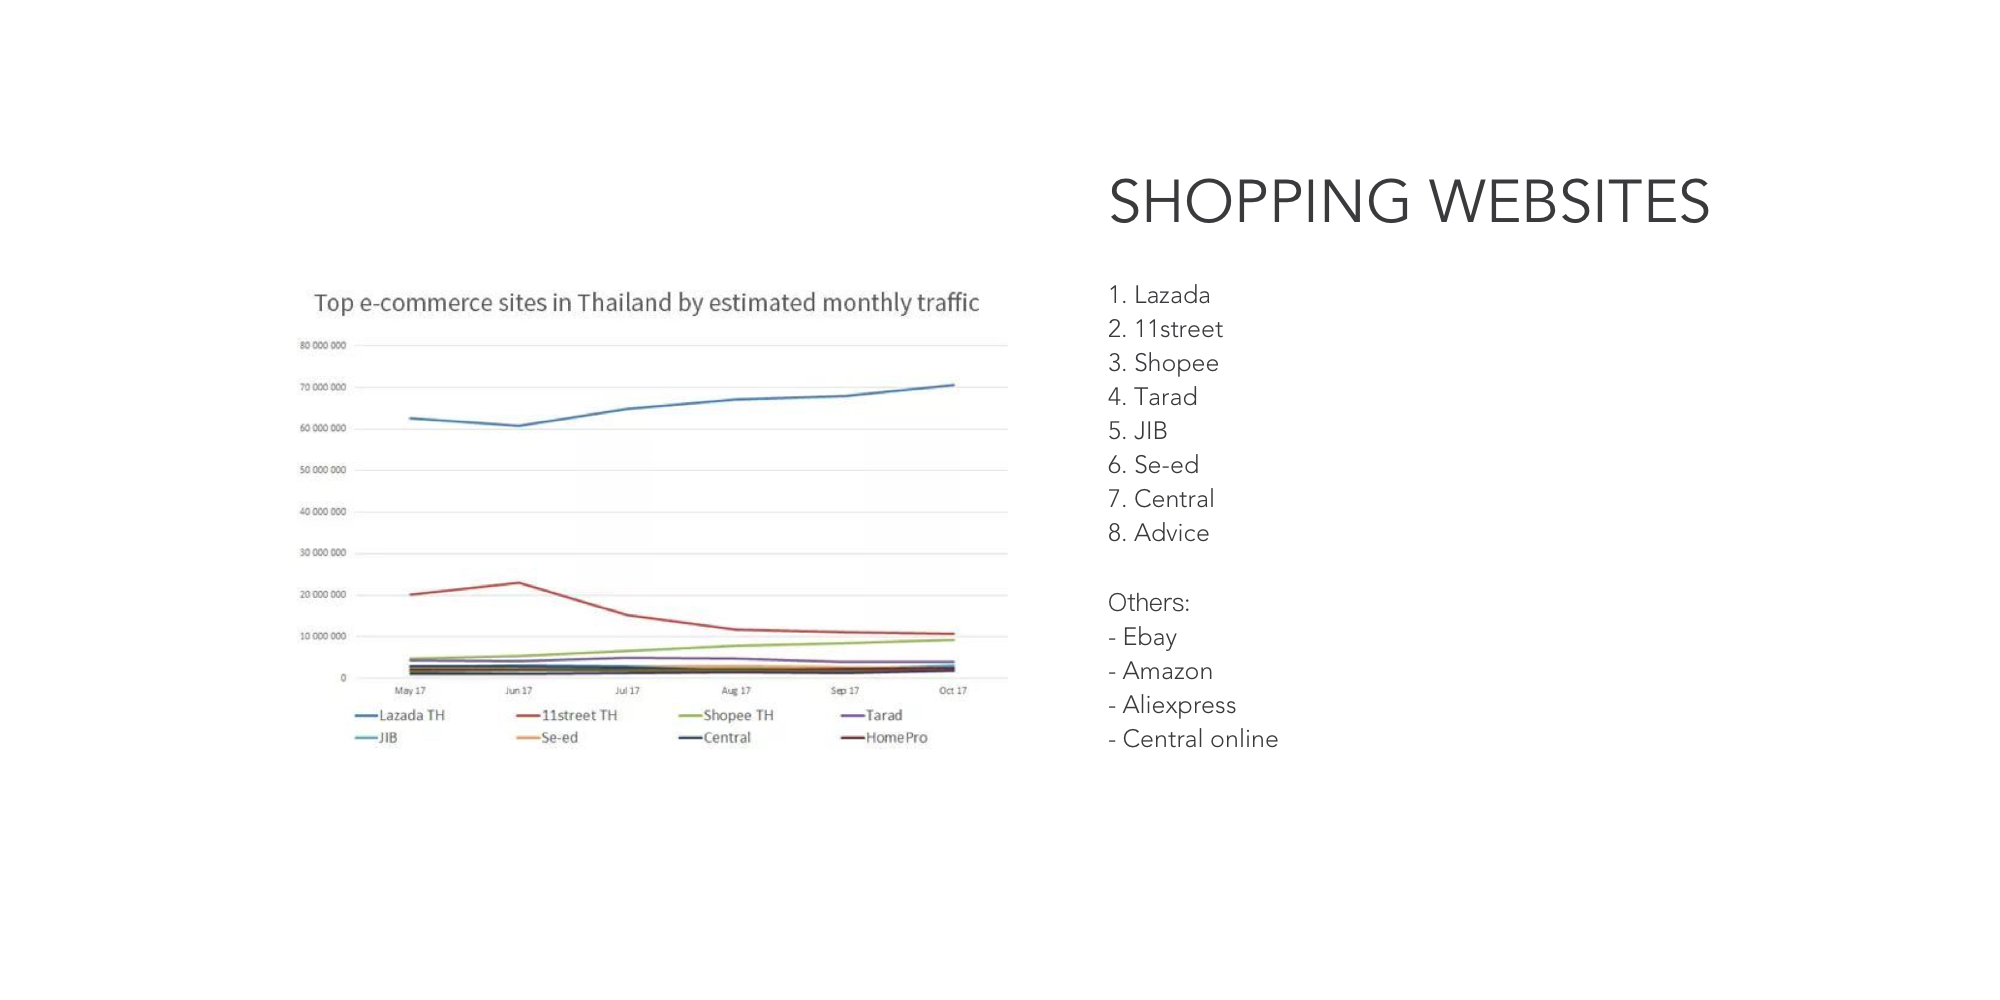 SHOPPING WEBSITES
Top e-commerce sites in Thailand by estimated monthly traffic
80 000 000
70 000 000
60 000 000
50 000 000
40 000 000
30 000 000
20 000 000
10 000 000
0
May 17 Jun 17 Jul 17 Aug 17 Sep 17 Oct 17
Lazada TH 11street TH Shopee TH Tarad
JIB Se-ed Central HomePro
1. Lazada
2. 11street
3. Shopee
4. Tarad
5. JIB
6. Se-ed
7. Central
8. Advice
Others:
- Ebay
- Amazon
- Aliexpress
- Central online